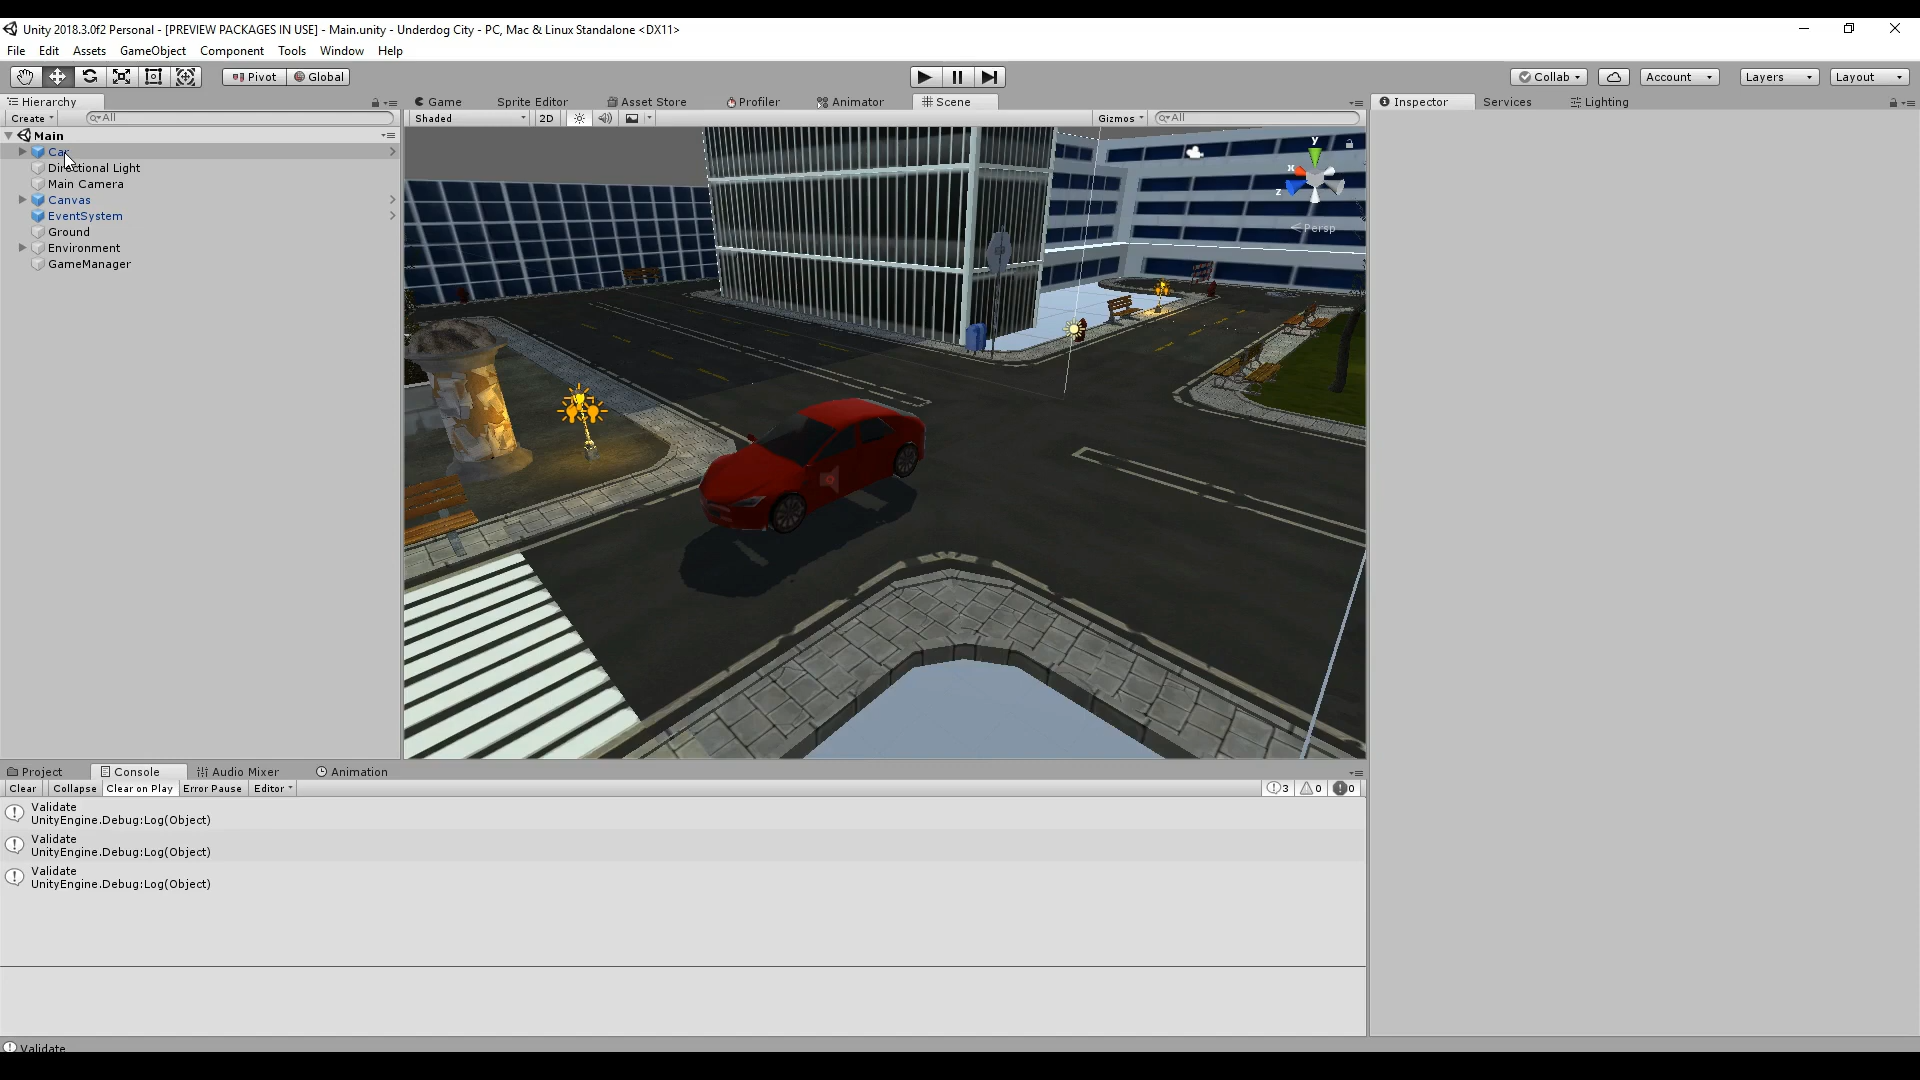 Unity 2018.3.0f2 Personal - [PREVIEW PACKAGES IN USE] - Main.unity - Underdog City - PC, Mac & Linux Standalone <DX11>
File Edit Assets GameObject Component Tools Window Help
Pivot Global Collab Account Layers Layout
Hierarchy
Create All
Main
Car
Directional Light
Main Camera
Canvas
EventSystem
Ground
Environment
GameManager
Game Sprite Editor Asset Store Profiler Animator Scene
Shaded 2D Gizmos All
y
x
z
Persp
Inspector Services Lighting
Project Console Audio Mixer Animation
Clear Collapse Clear on Play Error Pause Editor 3 0 0
Validate
UnityEngine.Debug:Log(Object)
Validate
UnityEngine.Debug:Log(Object)
Validate
UnityEngine.Debug:Log(Object)
Validate